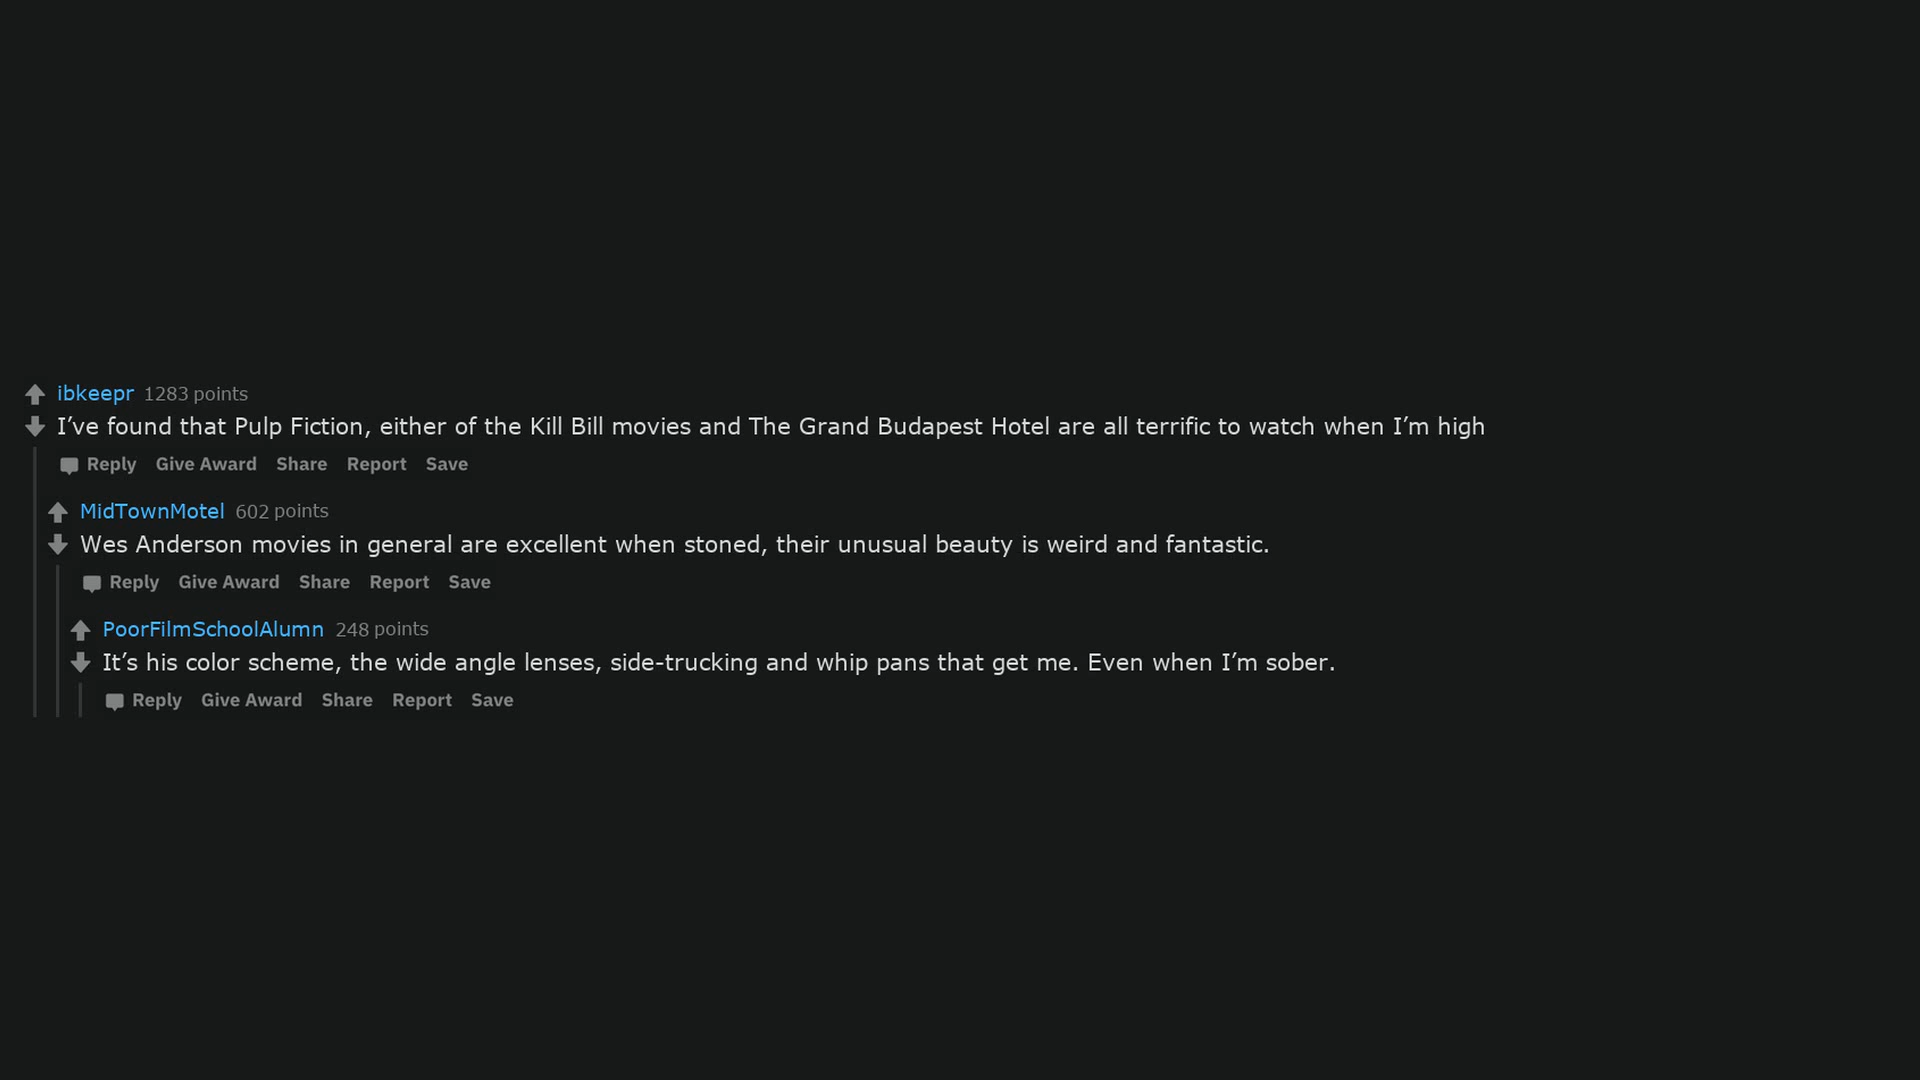 ibkeepr 1283 points
I’ve found that Pulp Fiction, either of the Kill Bill movies and The Grand Budapest Hotel are all terrific to watch when I’m high
Reply Give Award Share Report Save
MidTownMotel 602 points
Wes Anderson movies in general are excellent when stoned, their unusual beauty is weird and fantastic.
Reply Give Award Share Report Save
PoorFilmSchoolAlumn 248 points
It’s his color scheme, the wide angle lenses, side-trucking and whip pans that get me. Even when I’m sober.
Reply Give Award Share Report Save